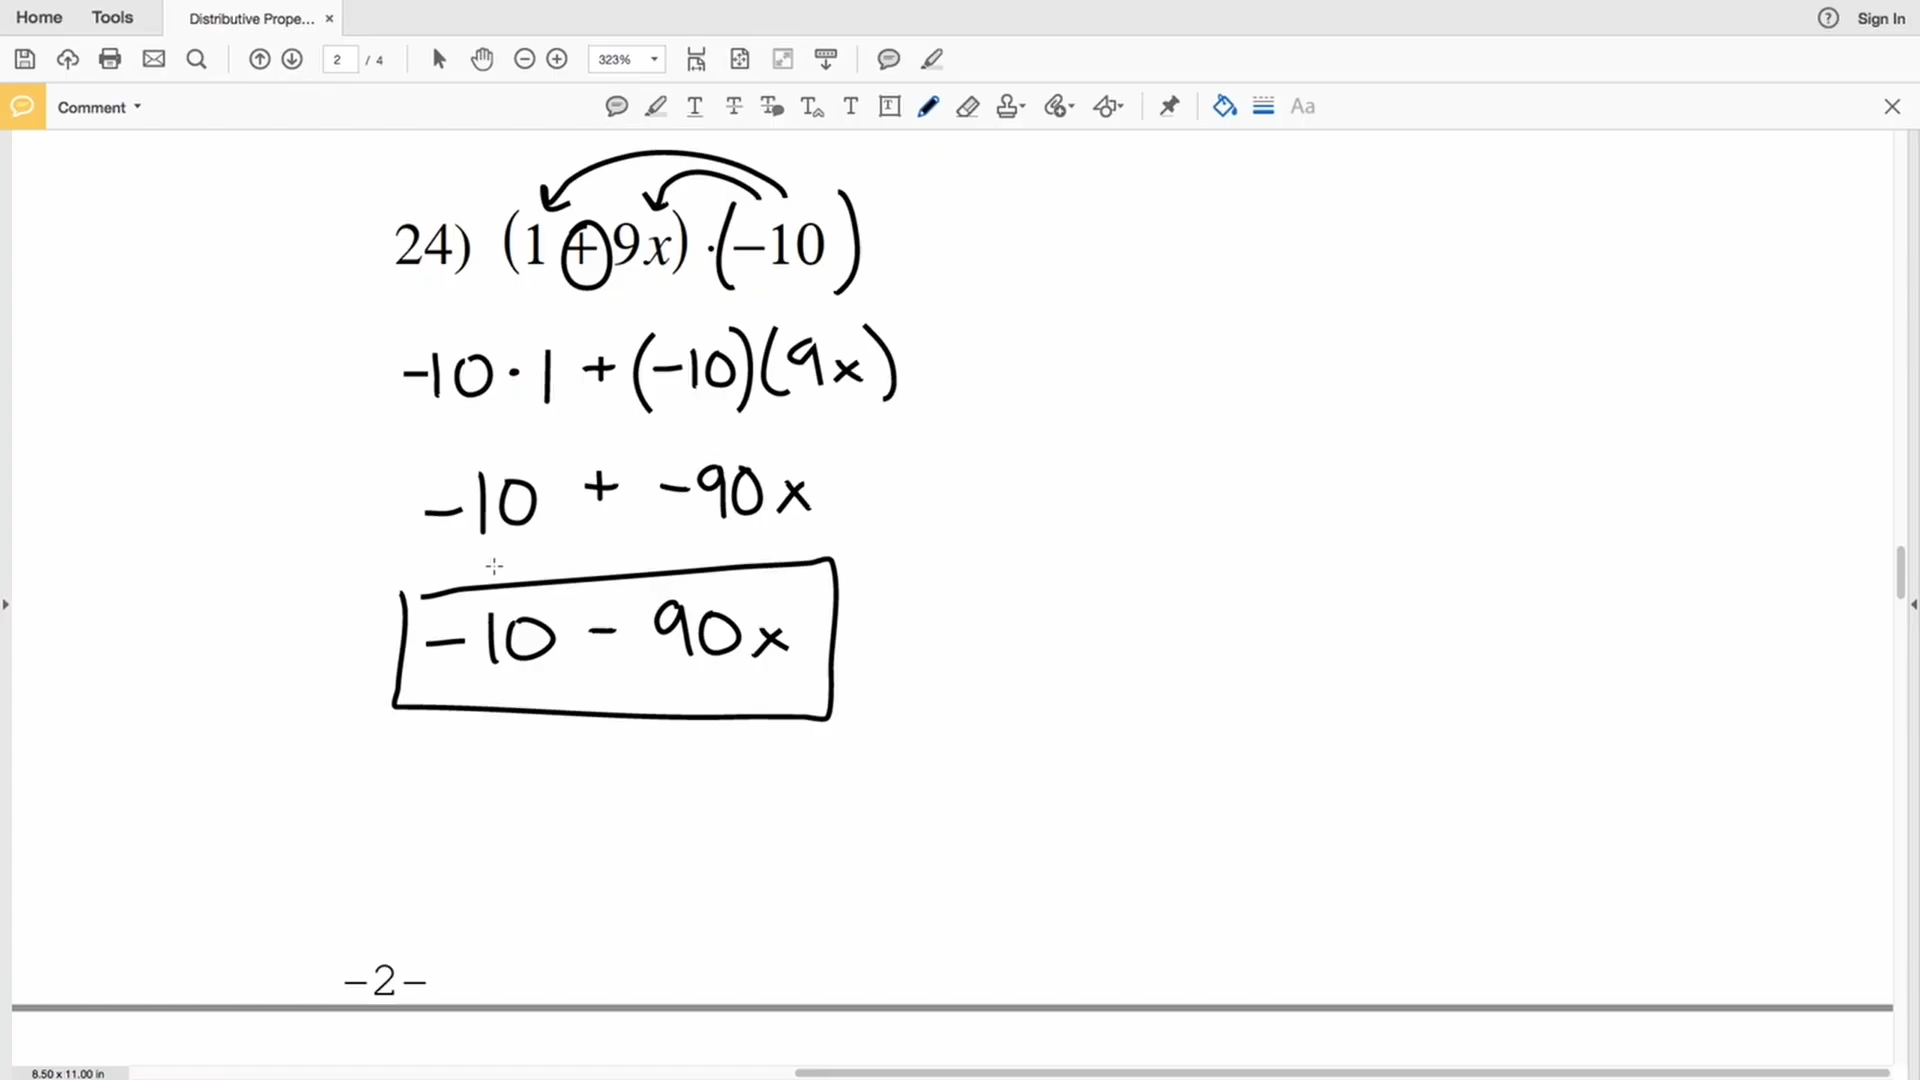 Home Tools Distributive Prope... × ? Sign In
2 / 4 323%
Comment T T T T T T Aa
24) (1 + 9x) · (−10)
-10 · 1 + (-10)(9x)
-10 + -90x
-10 - 90x
-2-
8.50 x 11.00 in